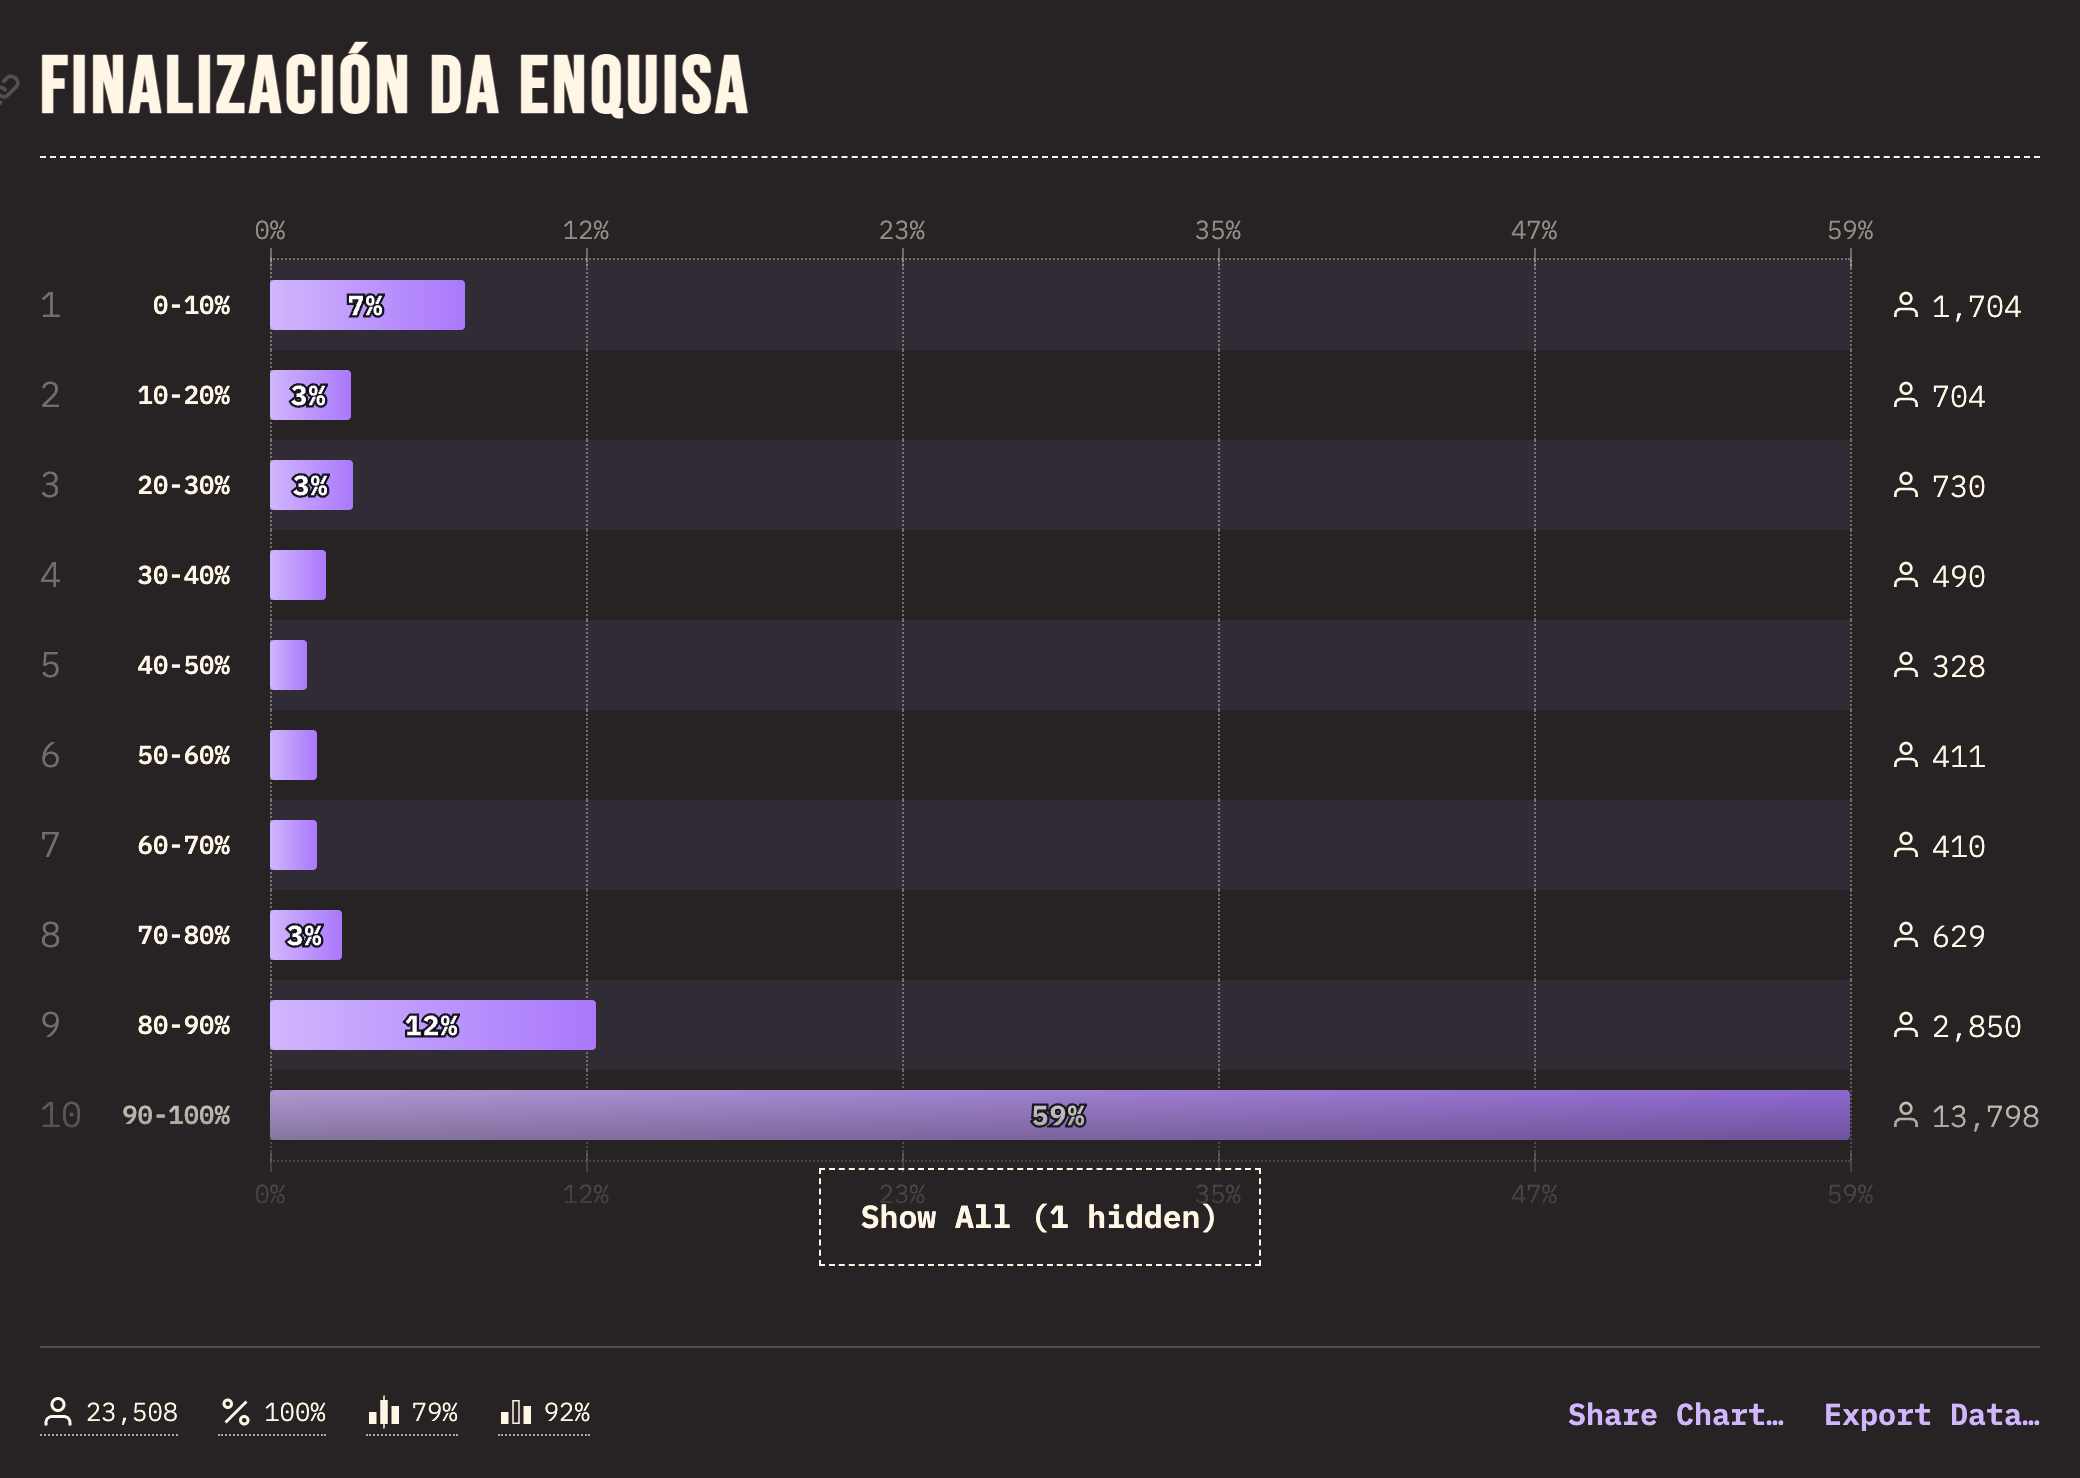 FINALIZACIÓN DA ENQUISA
0% 12% 23% 35% 47% 59%
1 0-10% 7% 1,704
2 10-20% 3% 704
3 20-30% 3% 730
4 30-40% 490
5 40-50% 328
6 50-60% 411
7 60-70% 410
8 70-80% 3% 629
9 80-90% 12% 2,850
10 90-100% 59% 13,798
0% 12% 23% 35% 47% 59%
Show All (1 hidden)
23,508 100% 79% 92% Share Chart… Export Data…